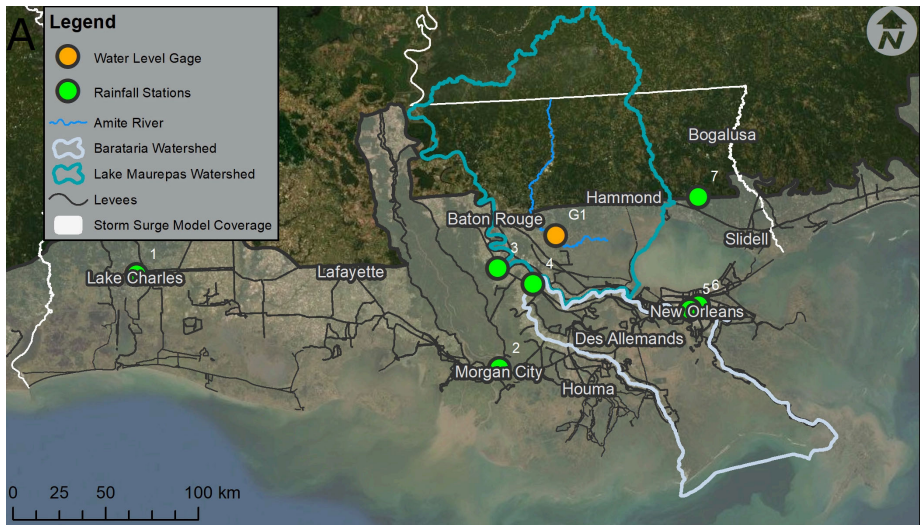 A
Legend
Water Level Gage
Rainfall Stations
Amite River
Barataria Watershed
Lake Maurepas Watershed
Levees
Storm Surge Model Coverage
N
Bogalusa
7
Hammond
Baton Rouge
G1
Slidell
3
1
4
Lake Charles
Lafayette
5 6
New Orleans
Des Allemands
2
Morgan City
Houma
0 25 50 100 km